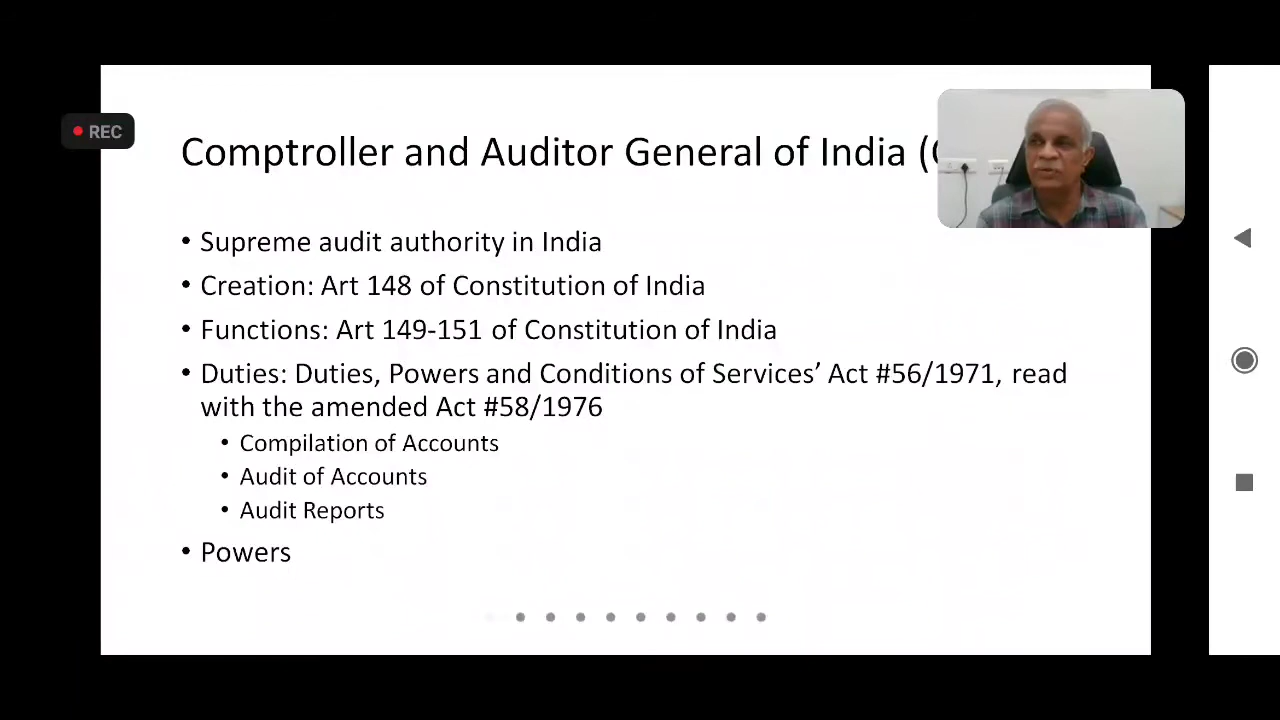 REC
Comptroller and Auditor General of India (
• Supreme audit authority in India
• Creation: Art 148 of Constitution of India
• Functions: Art 149-151 of Constitution of India
• Duties: Duties, Powers and Conditions of Services’ Act #56/1971, read
with the amended Act #58/1976
• Compilation of Accounts
• Audit of Accounts
• Audit Reports
• Powers